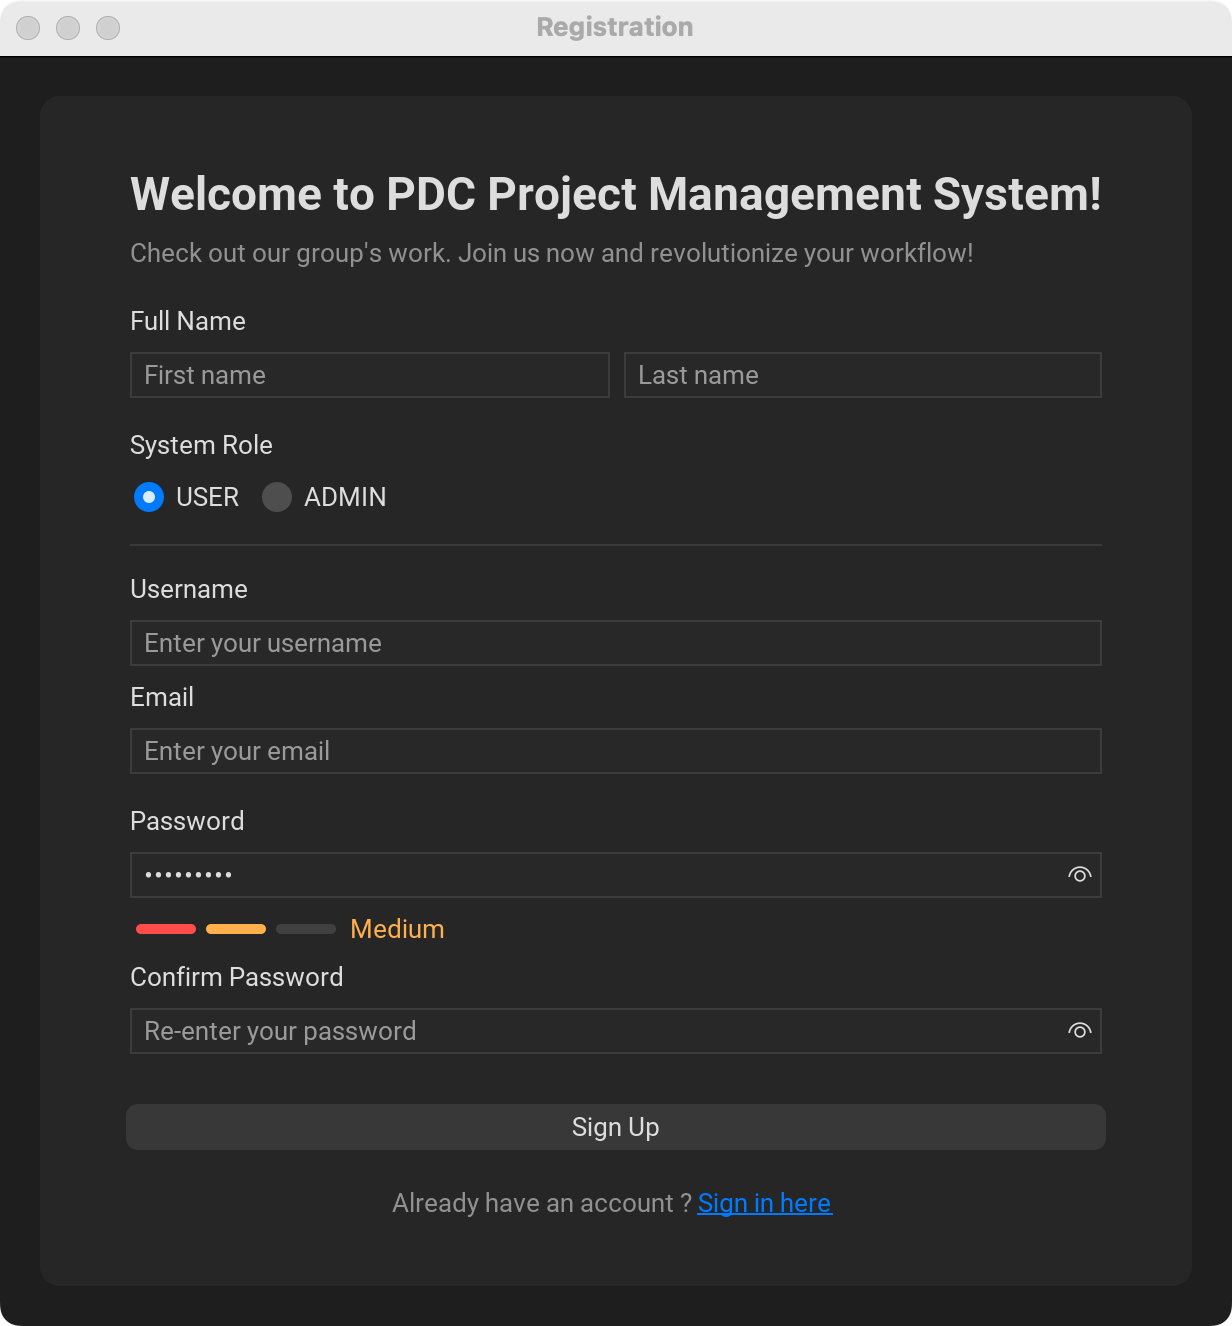 Registration
Welcome to PDC Project Management System!
Check out our group's work. Join us now and revolutionize your workflow!
Full Name
First name Last name
System Role
USER ADMIN
Username
Enter your username
Email
Enter your email
Password
•••••••••
Medium
Confirm Password
Re-enter your password
Sign Up
Already have an account ? Sign in here